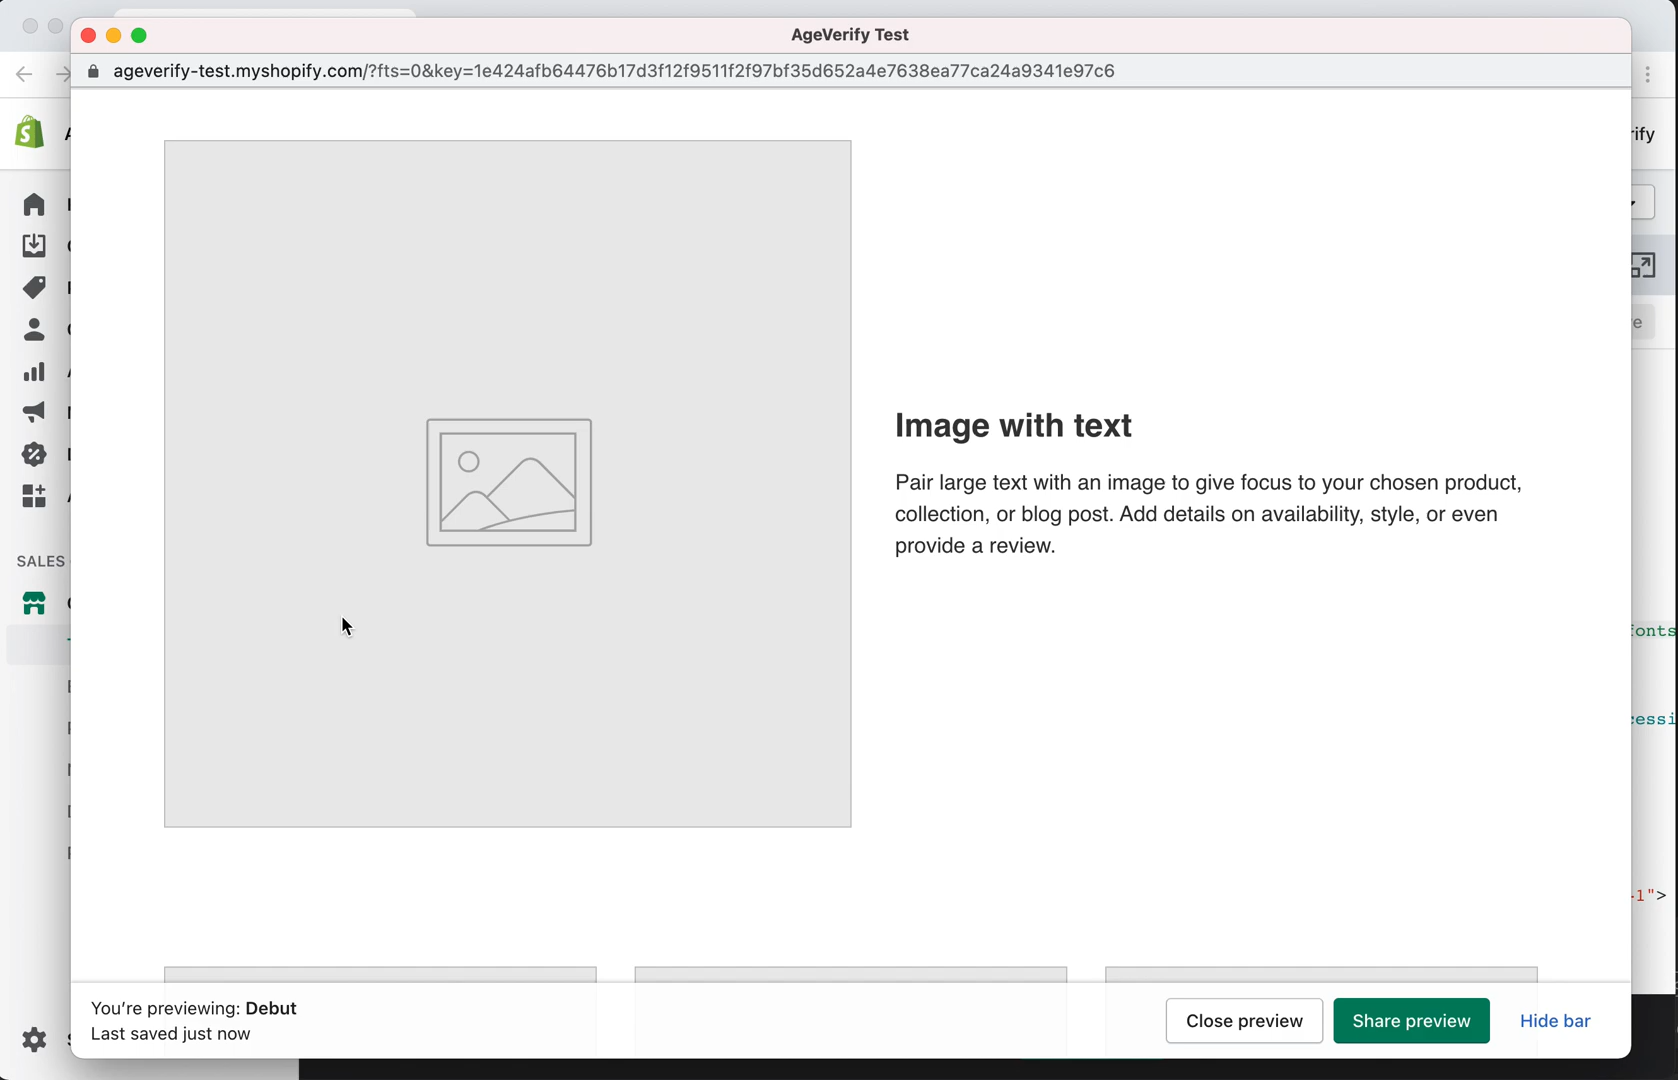 AgeVerify Test
ageverify-test.myshopify.com/?fts=0&key=1e424afb64476b17d3f12f9511f2f97bf35d652a4e7638ea77ca24a9341e97c6
SALES
Image with text
Pair large text with an image to give focus to your chosen product,
collection, or blog post. Add details on availability, style, or even
provide a review.
fonts
cessi
-1">
You're previewing: Debut
Last saved just now
Close preview
Share preview
Hide bar